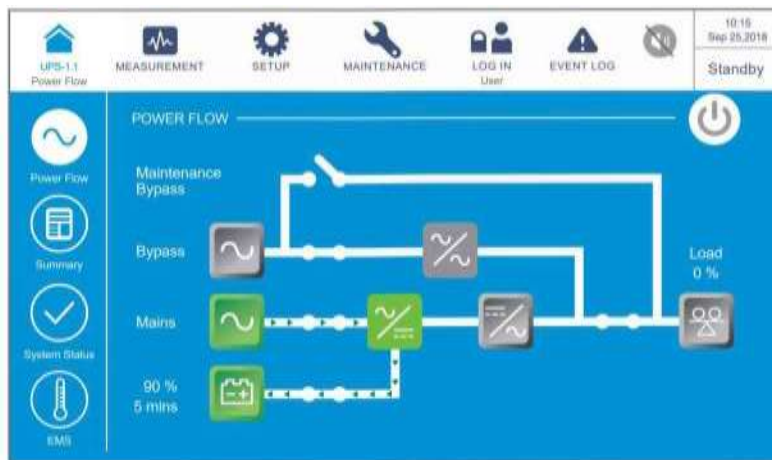 UPS-1.1
Power Flow
MEASUREMENT
SETUP
MAINTENANCE
LOG IN
User
EVENT LOG
10:15
Sep 25,2018
Standby
POWER FLOW
Power Flow
Summary
System Status
EMS
Maintenance
Bypass
Bypass
Mains
90 %
5 mins
Load
0 %